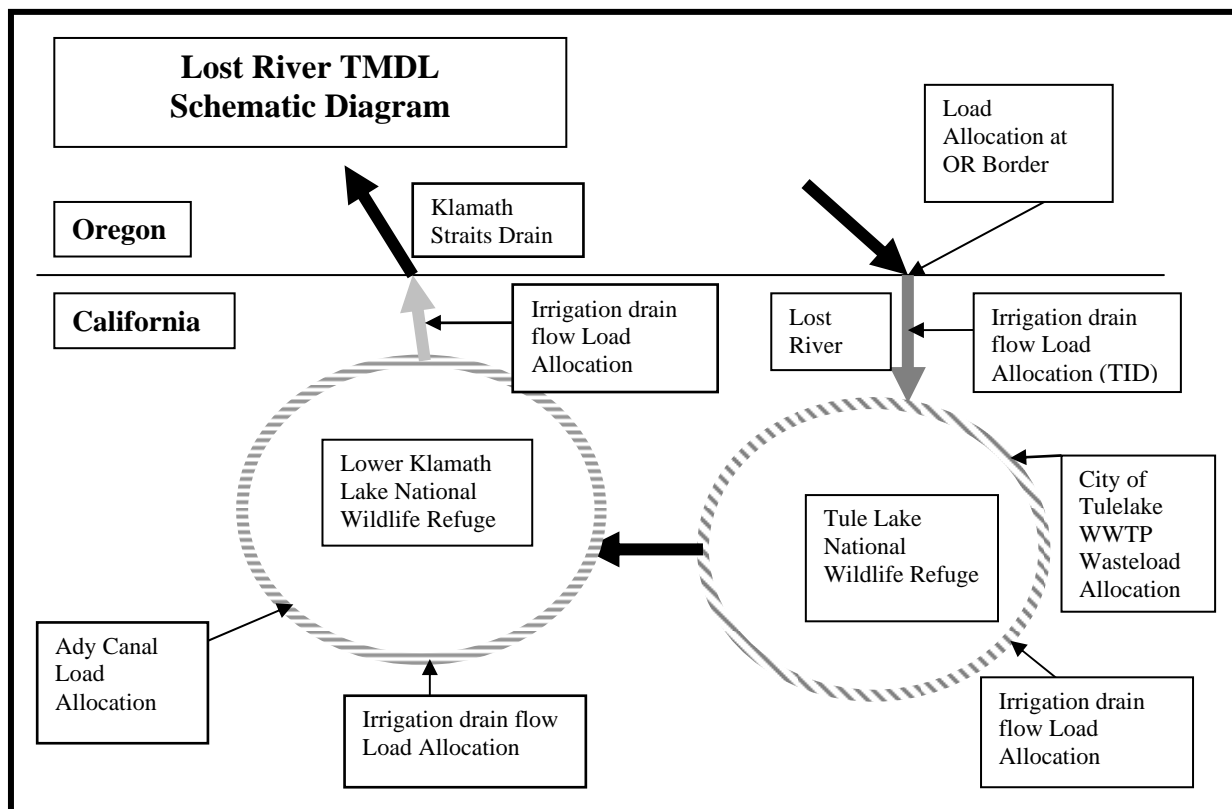 Lost River TMDL
Schematic Diagram
Load
Allocation at
OR Border
Klamath
Straits Drain
Oregon
California
Irrigation drain
flow Load
Allocation
Lost
River
Irrigation drain
flow Load
Allocation (TID)
Lower Klamath
Lake National
Wildlife Refuge
Tule Lake
National
Wildlife Refuge
City of
Tulelake
WWTP
Wasteload
Allocation
Ady Canal
Load
Allocation
Irrigation drain flow
Load Allocation
Irrigation drain
flow Load
Allocation